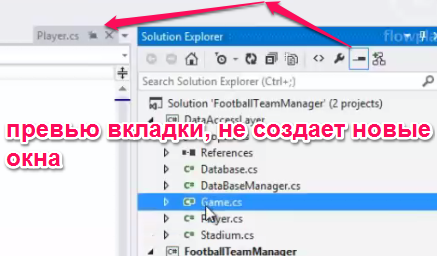 Player.cs
Solution Explorer
Search Solution Explorer (Ctrl+;)
Solution 'FootballTeamManager' (2 projects)
DataAccessLayer
превью вкладки, не создает новые
окна
References
Database.cs
DataBaseManager.cs
Game.cs
Player.cs
Stadium.cs
FootballTeamManager